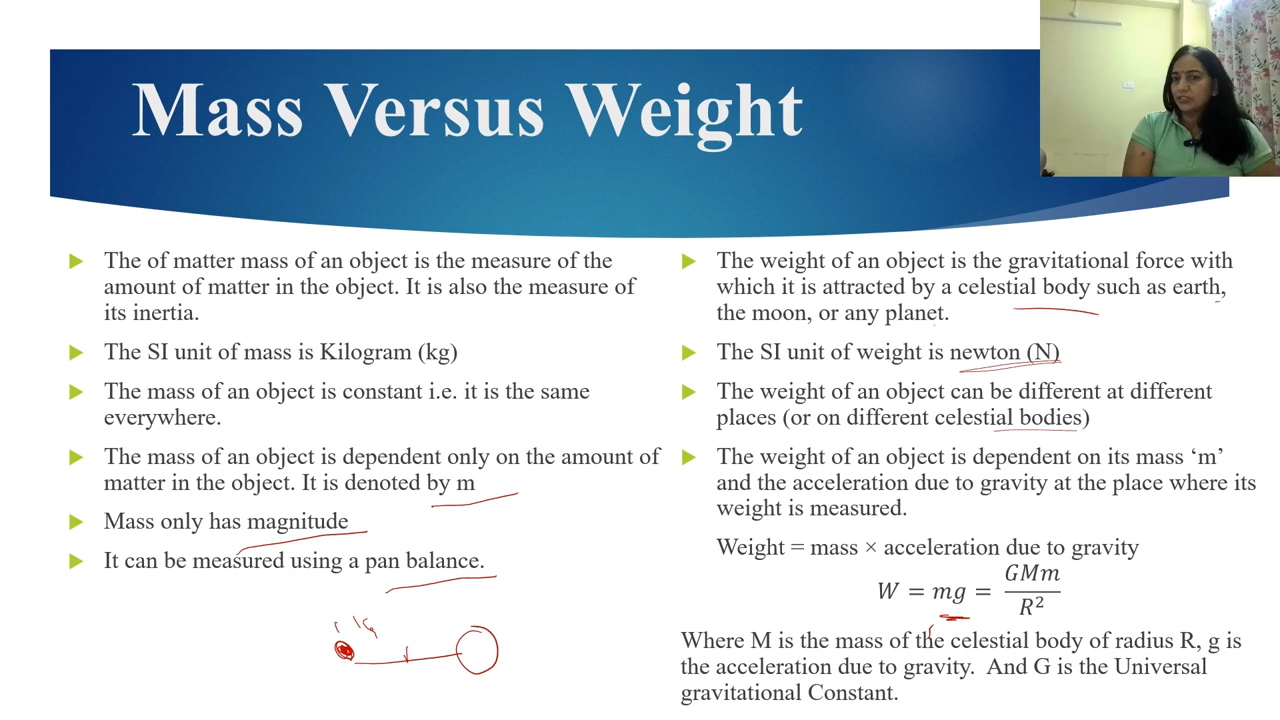 Mass Versus Weight
The of matter mass of an object is the measure of the
amount of matter in the object. It is also the measure of
its inertia.
The SI unit of mass is Kilogram (kg)
The mass of an object is constant i.e. it is the same
everywhere.
The mass of an object is dependent only on the amount of
matter in the object. It is denoted by m
Mass only has magnitude
It can be measured using a pan balance.
The weight of an object is the gravitational force with
which it is attracted by a celestial body such as earth,
the moon, or any planet.
The SI unit of weight is newton (N)
The weight of an object can be different at different
places (or on different celestial bodies)
The weight of an object is dependent on its mass ‘m’
and the acceleration due to gravity at the place where its
weight is measured.
Weight = mass × acceleration due to gravity
W = mg = GMm / R²
Where M is the mass of the celestial body of radius R, g is
the acceleration due to gravity. And G is the Universal
gravitational Constant.